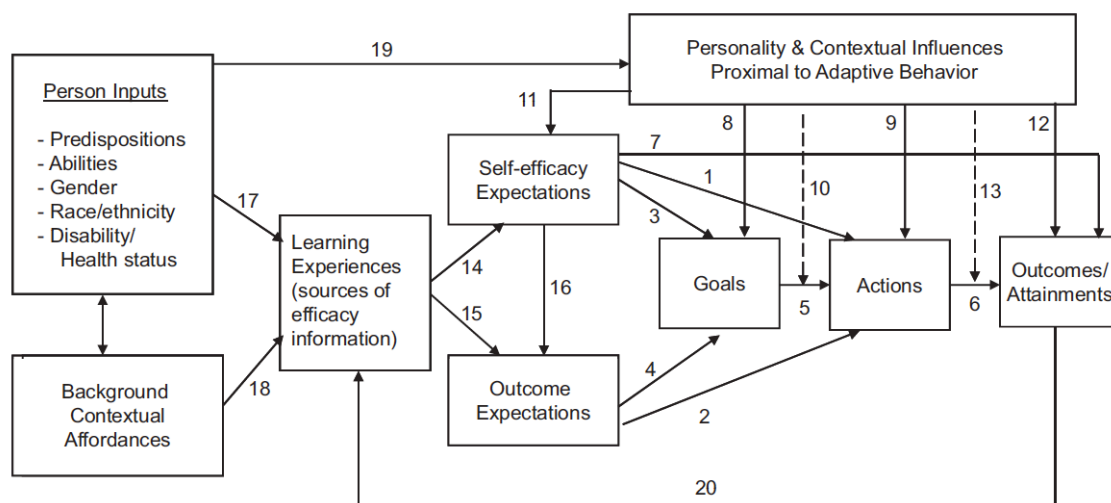 19
Personality & Contextual Influences
Proximal to Adaptive Behavior
Person Inputs
- Predispositions
- Abilities
- Gender
- Race/ethnicity
- Disability/
Health status
11
8
9
12
7
Self-efficacy
Expectations
1
10
13
3
17
Learning
Experiences
(sources of
efficacy
information)
14
15
16
Goals
5
Actions
6
Outcomes/
Attainments
4
2
18
Background
Contextual
Affordances
Outcome
Expectations
20